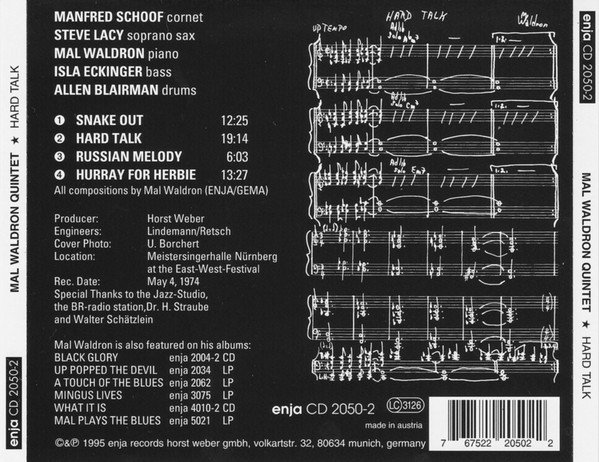 MANFRED SCHOOF cornet
STEVE LACY soprano sax
MAL WALDRON piano
ISLA ECKINGER bass
ALLEN BLAIRMAN drums
1 SNAKE OUT 12:25
2 HARD TALK 19:14
3 RUSSIAN MELODY 6:03
4 HURRAY FOR HERBIE 13:27
All compositions by Mal Waldron (ENJA/GEMA)
Producer: Horst Weber
Engineers: Lindemann/Retsch
Cover Photo: U. Borchert
Location: Meistersingerhalle Nürnberg
at the East-West-Festival
Rec. Date: May 4, 1974
Special Thanks to the Jazz-Studio,
the BR-radio station,Dr. H. Straube
and Walter Schätzlein
Mal Waldron is also featured on his albums:
BLACK GLORY enja 2004-2 CD
UP POPPED THE DEVIL enja 2034 LP
A TOUCH OF THE BLUES enja 2062 LP
MINGUS LIVES enja 3075 LP
WHAT IT IS enja 4010-2 CD
MAL PLAYS THE BLUES enja 5021 LP
©&℗ 1995 enja records horst weber gmbh, volkartstr. 32, 80634 munich, germany
HARD TALK
Waldron
UP TEMPO
Ad lib
Ad lib
Ad lib
enja CD 2050-2
LC 3126
made in austria
7 67522 20502 2
MAL WALDRON QUINTET ★ HARD TALK
enja CD 2050-2
enja CD 2050-2
MAL WALDRON QUINTET ★ HARD TALK